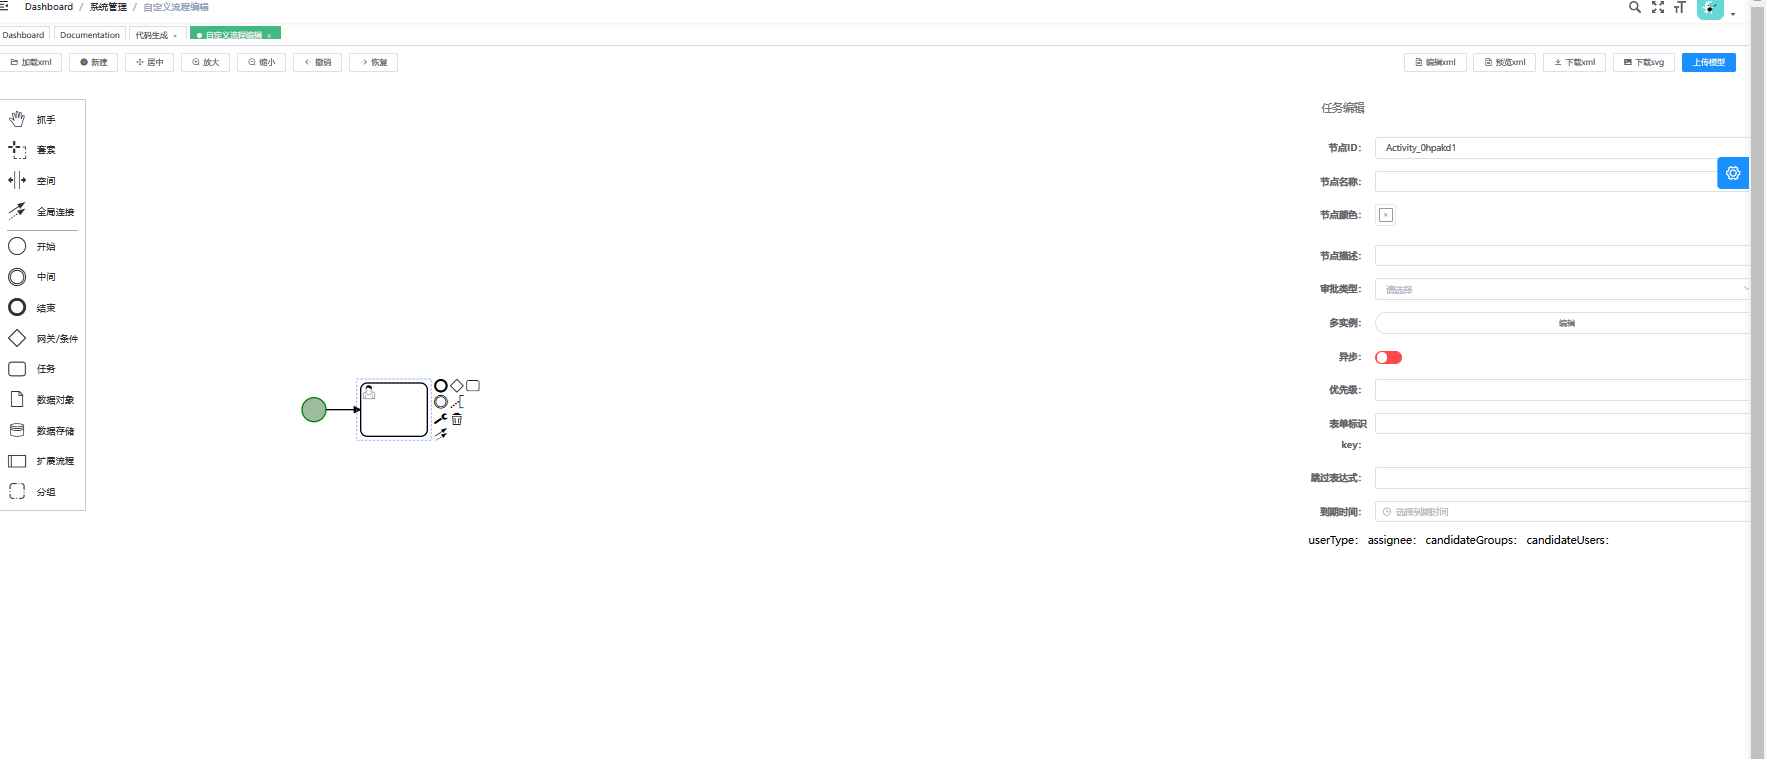 Dashboard / 系统管理 / 自定义流程编辑
Dashboard Documentation 代码生成 × 自定义流程编辑 ×
加载xml 新建 居中 放大 缩小 撤销 恢复 编辑xml 预览xml 下载xml 下载svg 上传模型
任务编辑
抓手
套索
空间
全局连接
开始
中间
结束
网关/条件
任务
数据对象
数据存储
扩展流程
分组
节点ID: Activity_0hpakd1
节点名称:
节点颜色:
节点描述:
审批类型: 请选择
多实例: 编辑
异步:
优先级:
表单标识
key:
跳过表达式:
到期时间: 选择到期时间
userType: assignee: candidateGroups: candidateUsers: